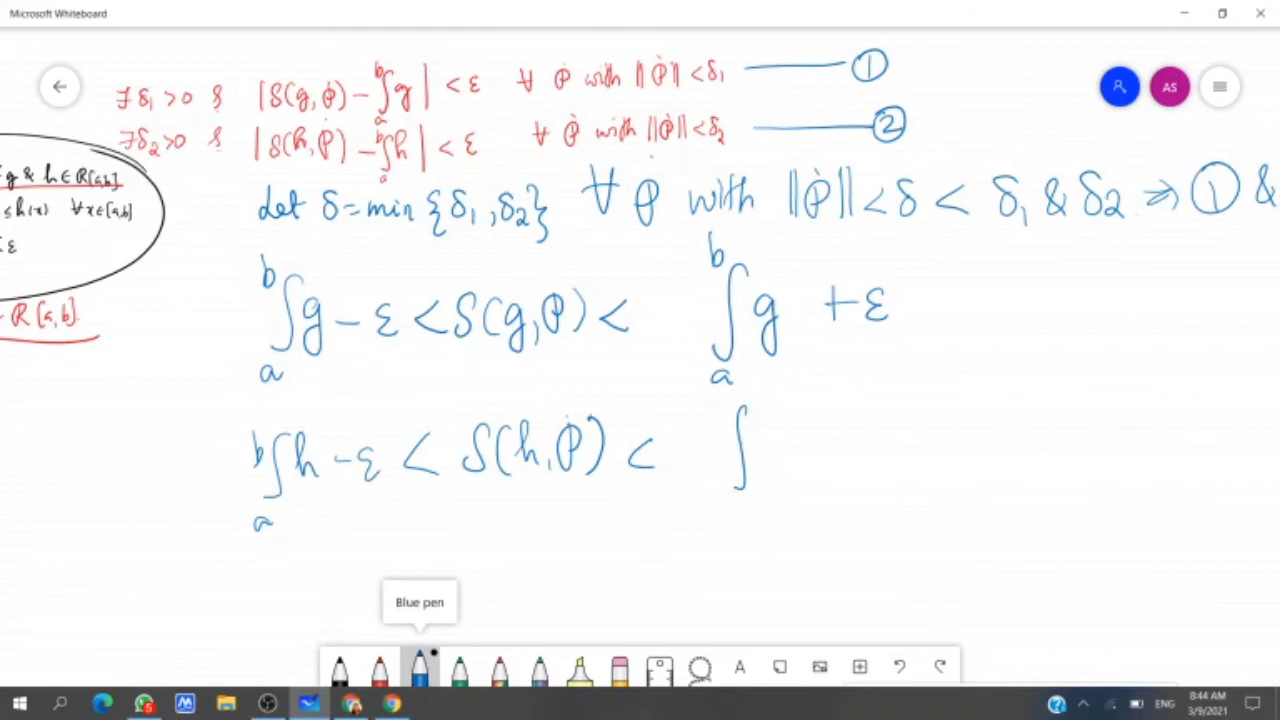 Microsoft Whiteboard
AS
∃ δ₁>0 ∋ |S(g,Ṗ) − ∫ₐᵇ g| < ε ∀ Ṗ with ||Ṗ|| < δ₁ ①
∃ δ₂>0 ∋ |S(h,Ṗ) − ∫ₐᵇ h| < ε ∀ Ṗ with ||Ṗ|| < δ₂ ②
g & h ∈ R[a,b]
≤ h(x) ∀x∈[a,b]
ε
R[a,b]
Let δ = min {δ₁, δ₂} ∀ Ṗ with ||Ṗ|| < δ < δ₁ & δ₂ ⇒ ① &
∫ₐᵇ g − ε < S(g,Ṗ) < ∫ₐᵇ g + ε
∫ₐᵇ h − ε < S(h,Ṗ) < ∫
Blue pen
A
ENG
8:44 AM
3/9/2021